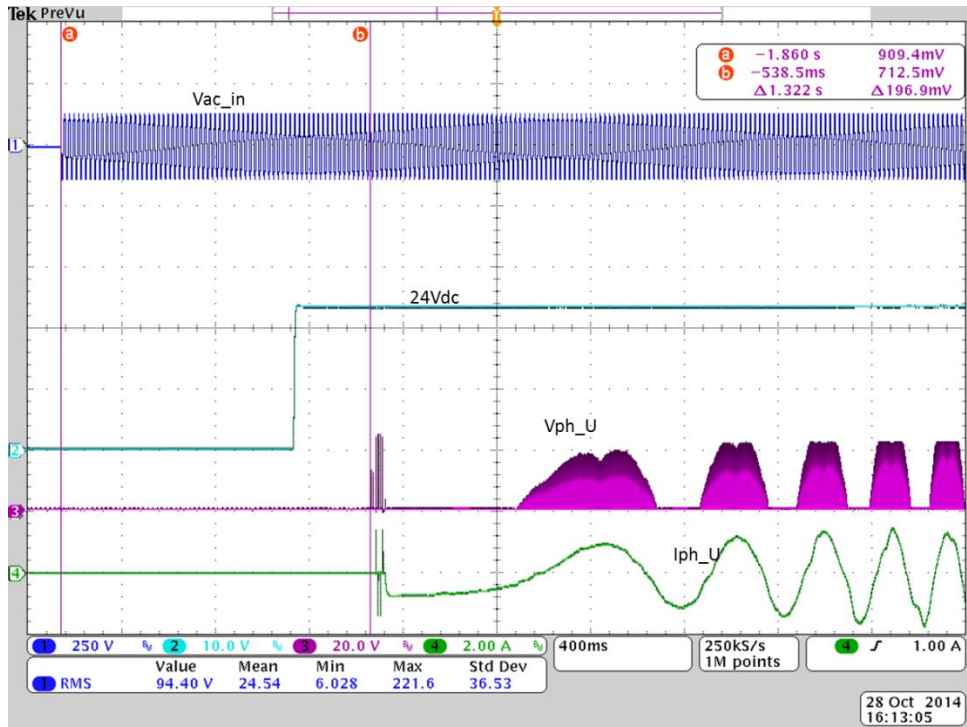 Tek PreVu
T
a
b
a −1.860 s 909.4mV
b −538.5ms 712.5mV
Δ1.322 s Δ196.9mV
Vac_in
1
24Vdc
2
Vph_U
3
Iph_U
4
1 250 V 2 10.0 V 3 20.0 V 4 2.00 A
400ms
250kS/s
1M points
4 1.00 A
Value Mean Min Max Std Dev
1 RMS 94.40 V 24.54 6.028 221.6 36.53
28 Oct 2014
16:13:05